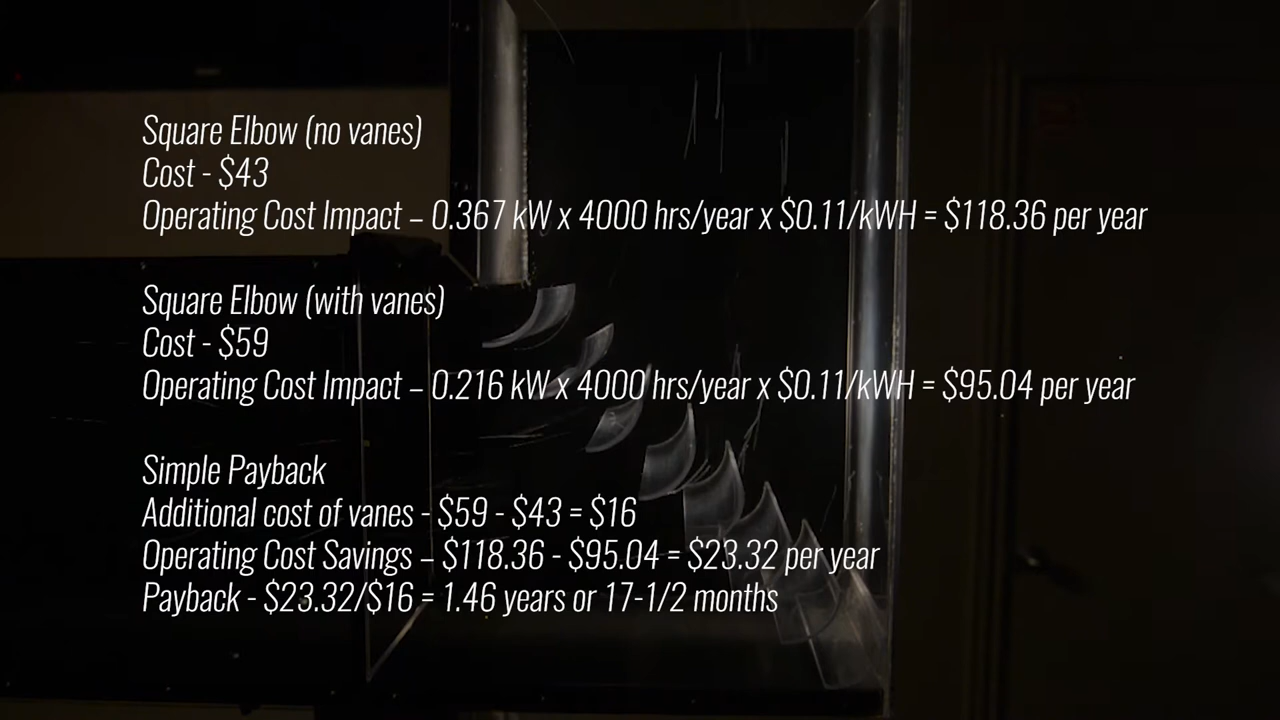 Square Elbow (no vanes)
Cost - $43
Operating Cost Impact – 0.367 kW x 4000 hrs/year x $0.11/kWH = $118.36 per year
Square Elbow (with vanes)
Cost - $59
Operating Cost Impact – 0.216 kW x 4000 hrs/year x $0.11/kWH = $95.04 per year
Simple Payback
Additional cost of vanes - $59 - $43 = $16
Operating Cost Savings – $118.36 - $95.04 = $23.32 per year
Payback - $23.32/$16 = 1.46 years or 17-1/2 months